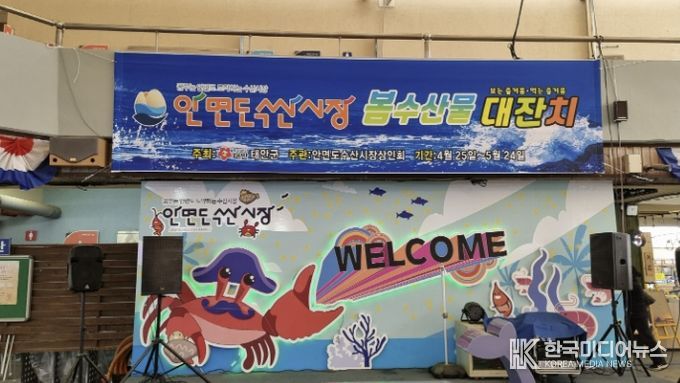 안면도수산시장 봄수산물 대잔치
보는 즐거움·먹는 즐거움
주최: 태안군 주관:안면도수산시장상인회 기간:4월 25일~5월 24일
안면도수산시장
WELCOME
한국미디어뉴스
KOREA MEDIA NEWS